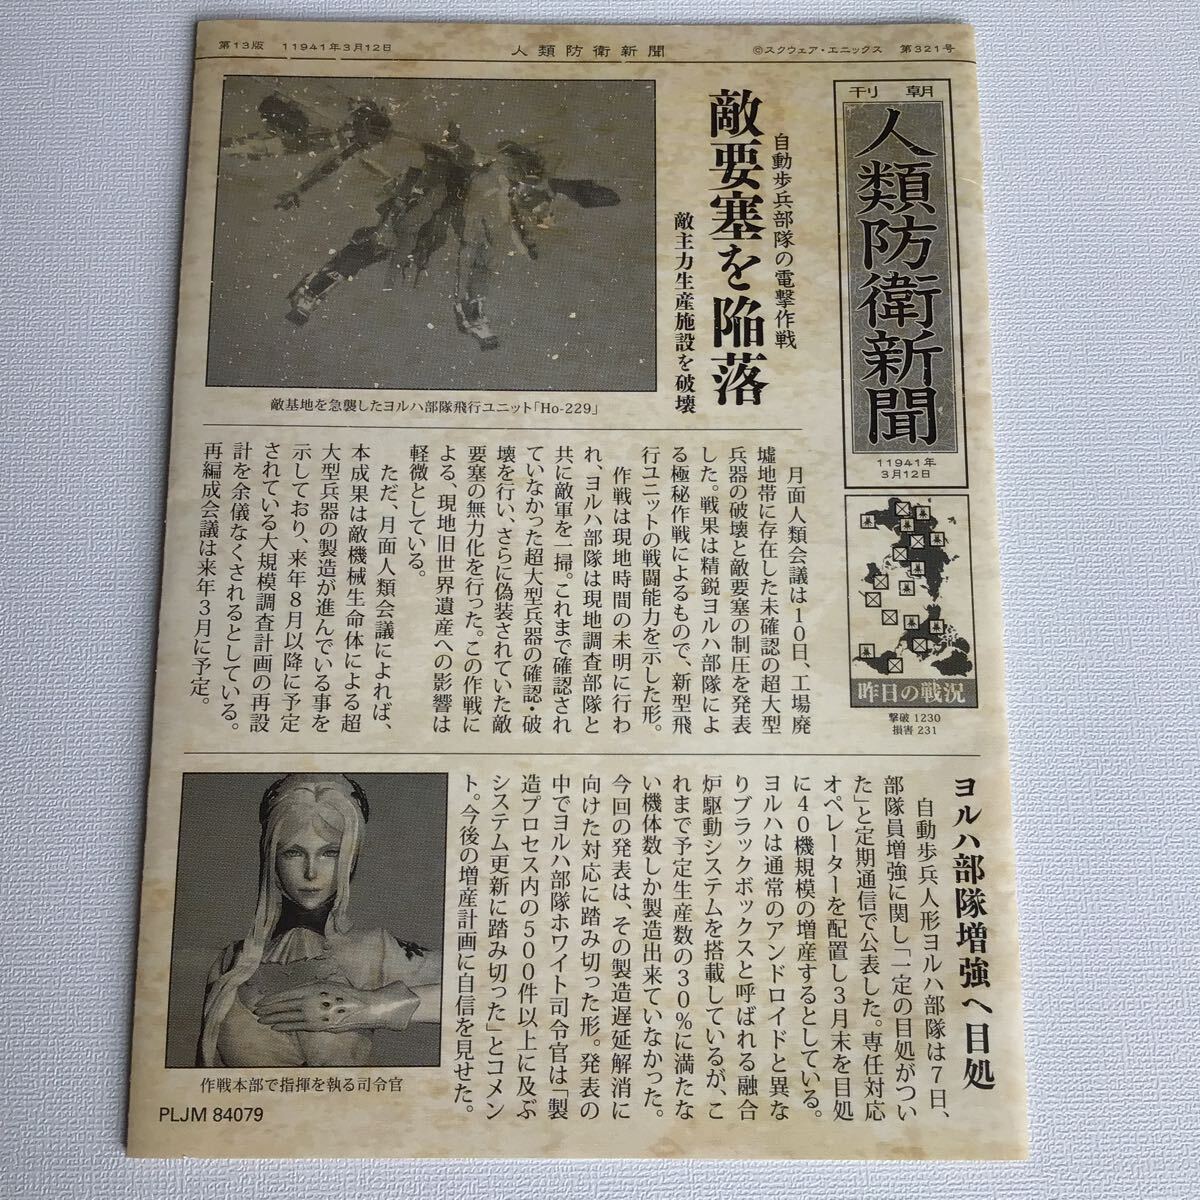 第13版 11941年3月12日 人類防衛新聞 ©スクウェア・エニックス 第321号
刊朝
人類防衛新聞
11941年
3月12日
昨日の戦況
撃破 1230
損害 231
自動歩兵部隊の電撃作戦
敵要塞を陥落
敵主力生産施設を破壊
敵基地を急襲したヨルハ部隊飛行ユニット「Ho-229」
月面人類会議は10日、工場廃
墟地帯に存在した未確認の超大型
兵器の破壊と敵要塞の制圧を発表
した。戦果は精鋭ヨルハ部隊によ
る極秘作戦によるもので、新型飛
行ユニットの戦闘能力を示した形。
作戦は現地時間の未明に行わ
れ、ヨルハ部隊は現地調査部隊と
共に敵軍を一掃。これまで確認され
ていなかった超大型兵器の確認・破
壊を行い、さらに偽装されていた敵
要塞の無力化を行った。この作戦に
よる、現地旧世界遺産への影響は
軽微としている。
ただ、月面人類会議によれば、
本成果は敵機械生命体による超
大型兵器の製造が進んでいる事を
示しており、来年8月以降に予定
されている大規模調査計画の再設
計を余儀なくされるとしている。
再編成会議は来年3月に予定。
ヨルハ部隊増強へ目処
自動歩兵人形ヨルハ部隊は7日、
部隊員増強に関し「一定の目処がつい
た」と定期通信で公表した。専任対応
オペレーターを配置し3月末を目処
に40機規模の増産するとしている。
ヨルハは通常のアンドロイドと異な
りブラックボックスと呼ばれる融合
炉駆動システムを搭載しているが、こ
れまで予定生産数の30%に満たな
い機体数しか製造出来ていなかった。
今回の発表は、その製造遅延解消に
向けた対応に踏み切った形。発表の
中でヨルハ部隊ホワイト司令官は「製
造プロセス内の500件以上に及ぶ
システム更新に踏み切った」とコメン
ト。今後の増産計画に自信を見せた。
作戦本部で指揮を執る司令官
PLJM 84079